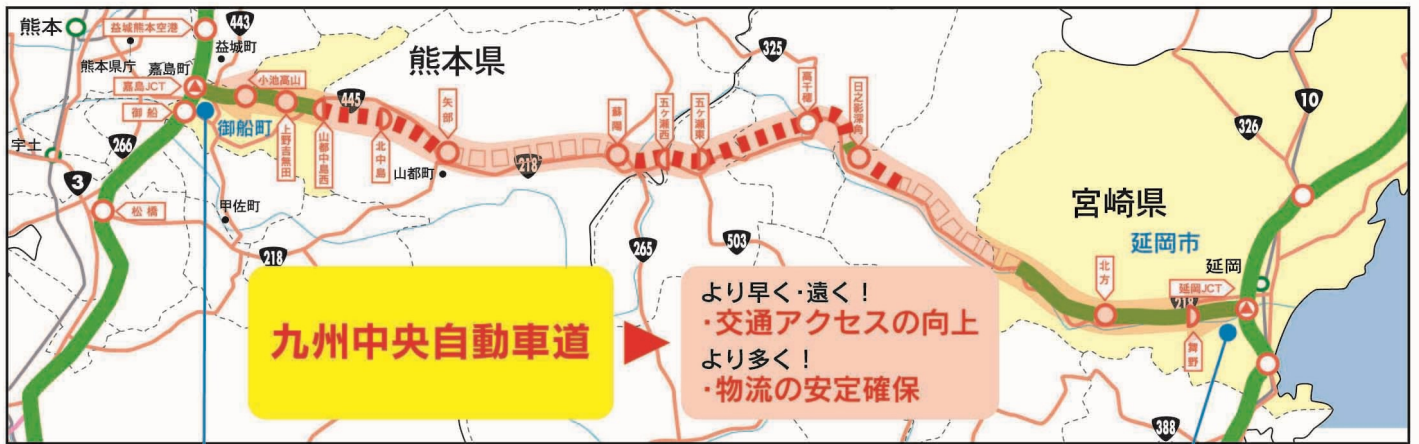 熊本
益城熊本空港
443
益城町
熊本県庁
嘉島町
嘉島JCT
小池高山
御船
御船町
宇土
266
3
松橋
甲佐町
218
上野吉無田
445
山都中島西
北中島
矢部
山都町
熊本県
218
蘇陽
五ヶ瀬西
五ヶ瀬東
325
265
503
高千穂
日之影深角
326
10
宮崎県
延岡市
延岡
北方
延岡JCT
218
舞野
388
九州中央自動車道
より早く・遠く!
・交通アクセスの向上
より多く!
・物流の安定確保